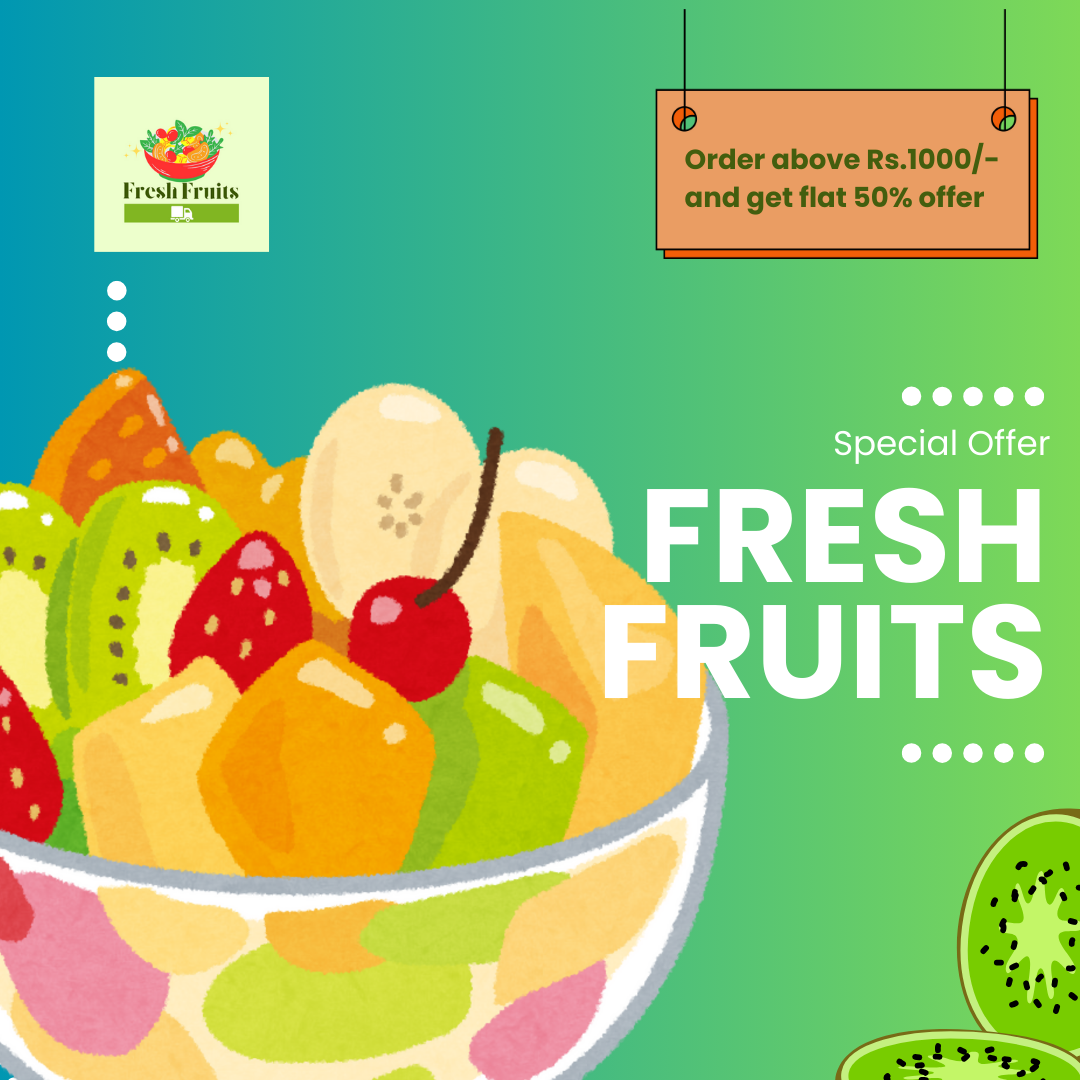 Fresh Fruits
Order above Rs.1000/-
and get flat 50% offer
Special Offer
FRESH
FRUITS